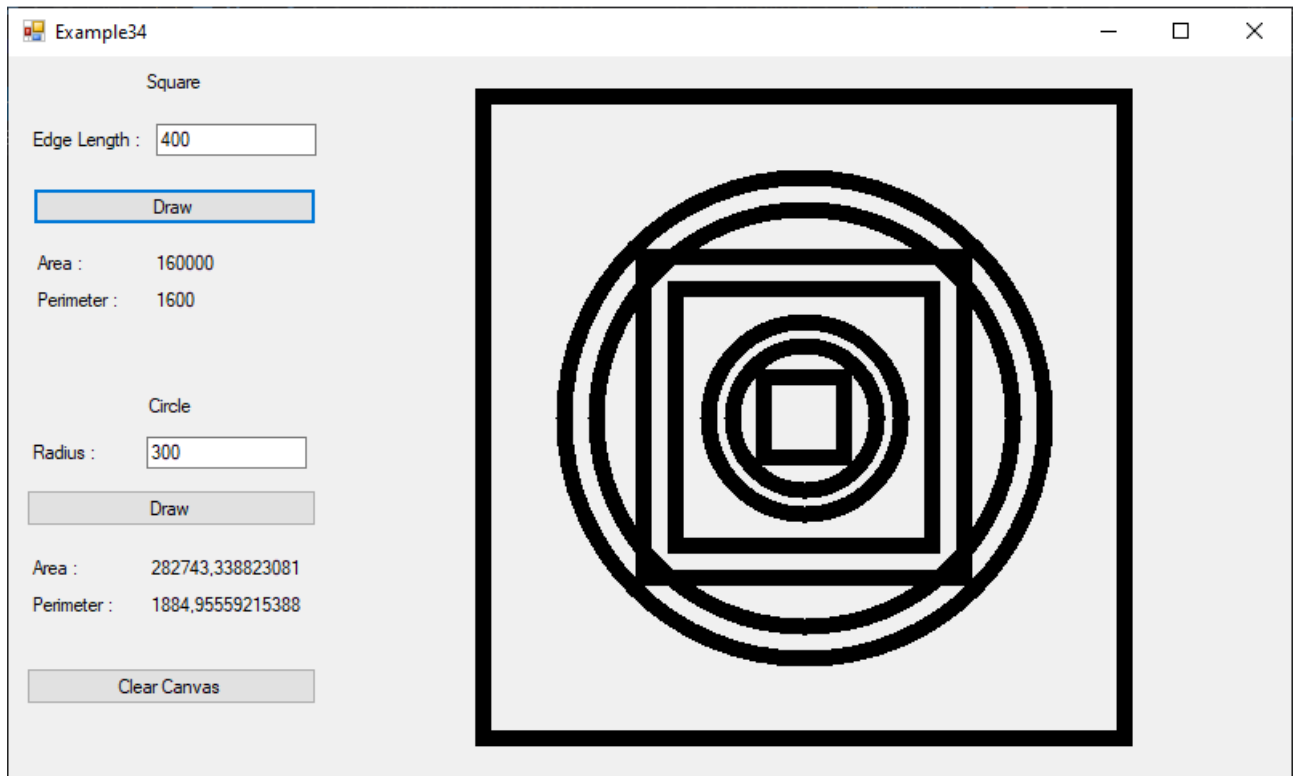 Example34
Square
Edge Length : 400
Draw
Area : 160000
Perimeter : 1600
Circle
Radius : 300
Draw
Area : 282743,338823081
Perimeter : 1884,95559215388
Clear Canvas